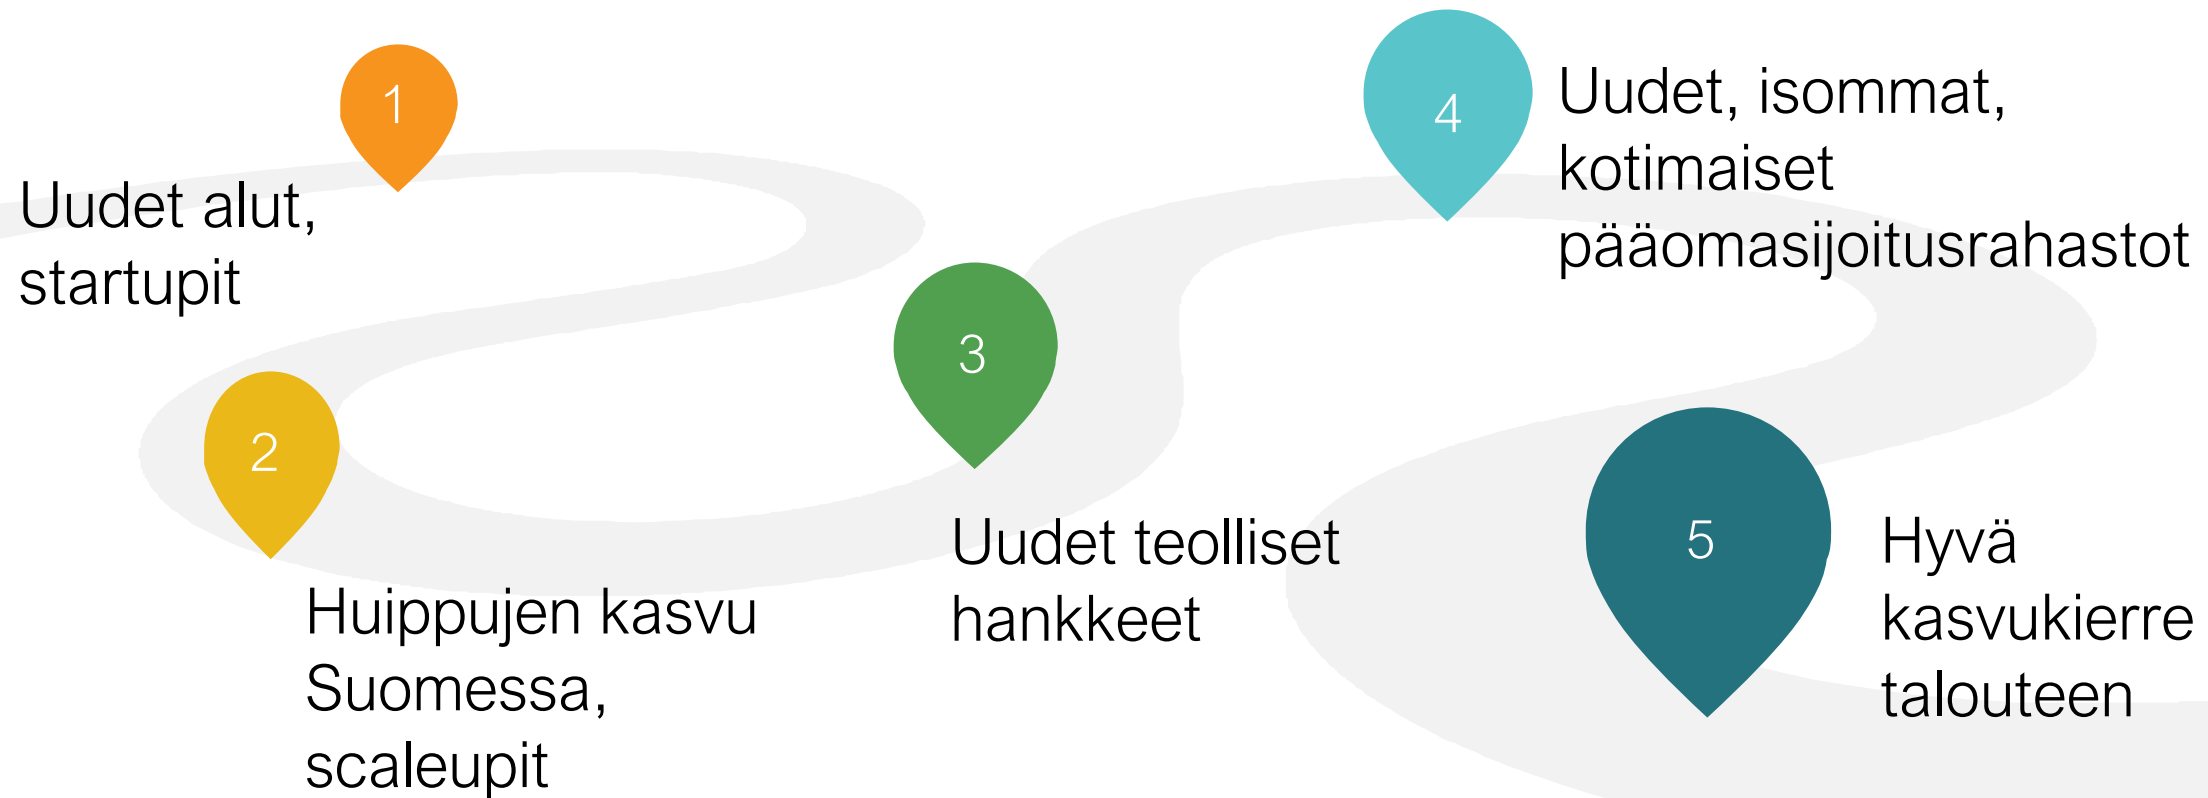 1
Uudet alut,
startupit
2
Huippujen kasvu
Suomessa,
scaleupit
3
Uudet teolliset
hankkeet
4
Uudet, isommat,
kotimaiset
pääomasijoitusrahastot
5
Hyvä
kasvukierre
talouteen